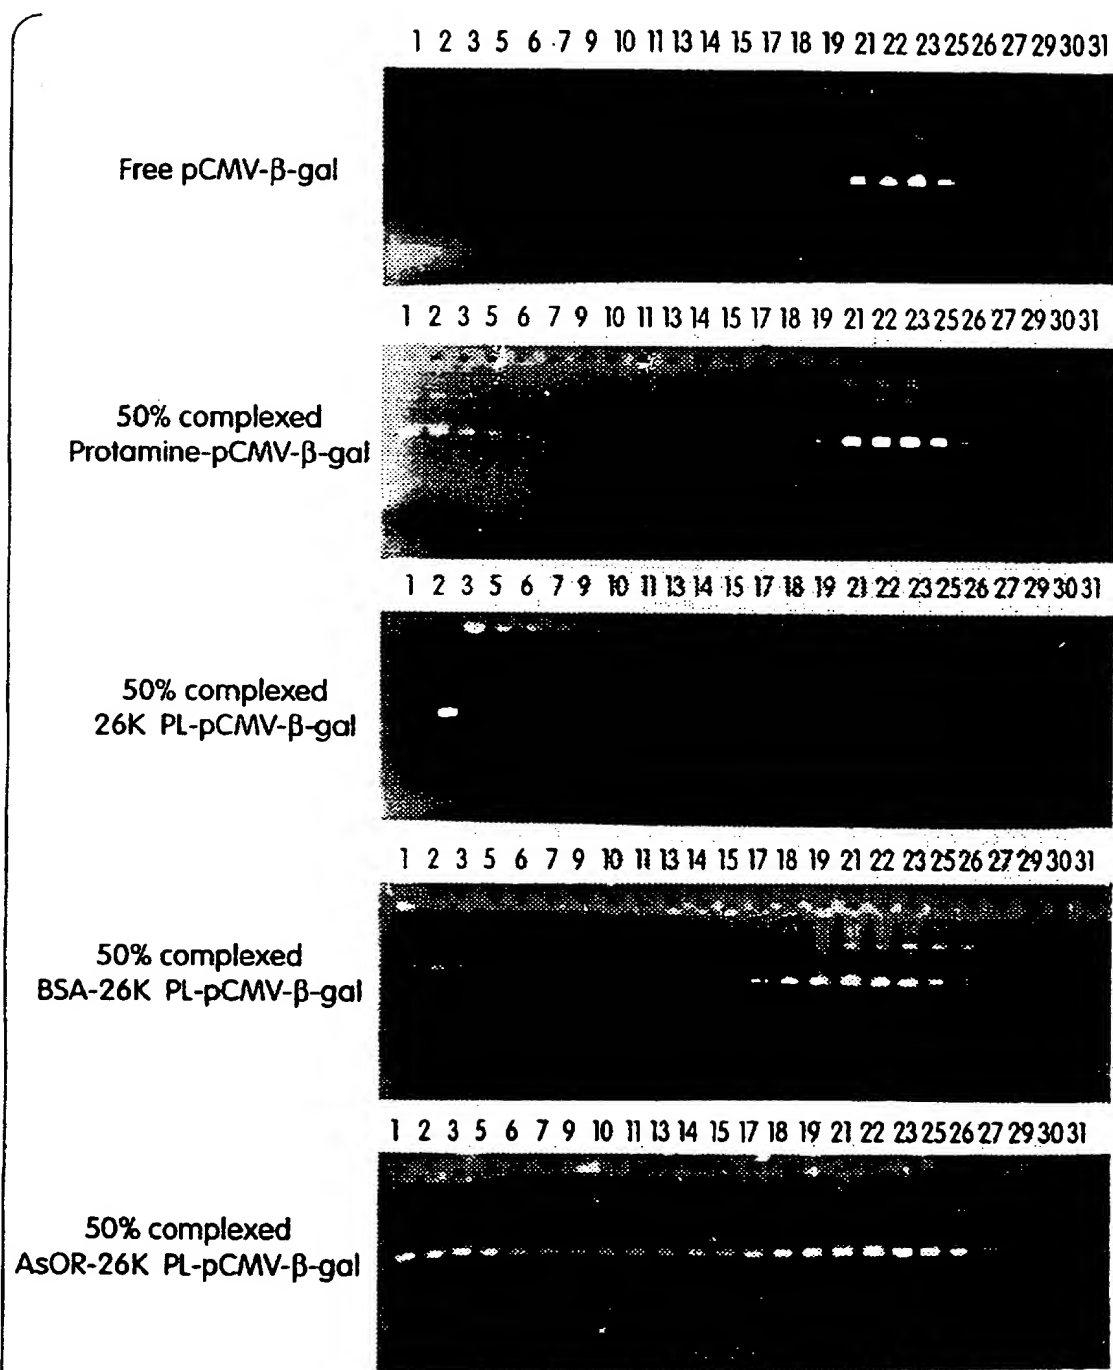 1 2 3 5 6 7 9 10 11 13 14 15 17 18 19 21 22 23 25 26 27 29 30 31
Free pCMV-β-gal
1 2 3 5 6 7 9 10 11 13 14 15 17 18 19 21 22 23 25 26 27 29 30 31
50% complexed
Protamine-pCMV-β-gal
1 2 3 5 6 7 9 10 11 13 14 15 17 18 19 21 22 23 25 26 27 29 30 31
50% complexed
26K PL-pCMV-β-gal
1 2 3 5 6 7 9 10 11 13 14 15 17 18 19 21 22 23 25 26 27 29 30 31
50% complexed
BSA-26K PL-pCMV-β-gal
1 2 3 5 6 7 9 10 11 13 14 15 17 18 19 21 22 23 25 26 27 29 30 31
50% complexed
AsOR-26K PL-pCMV-β-gal